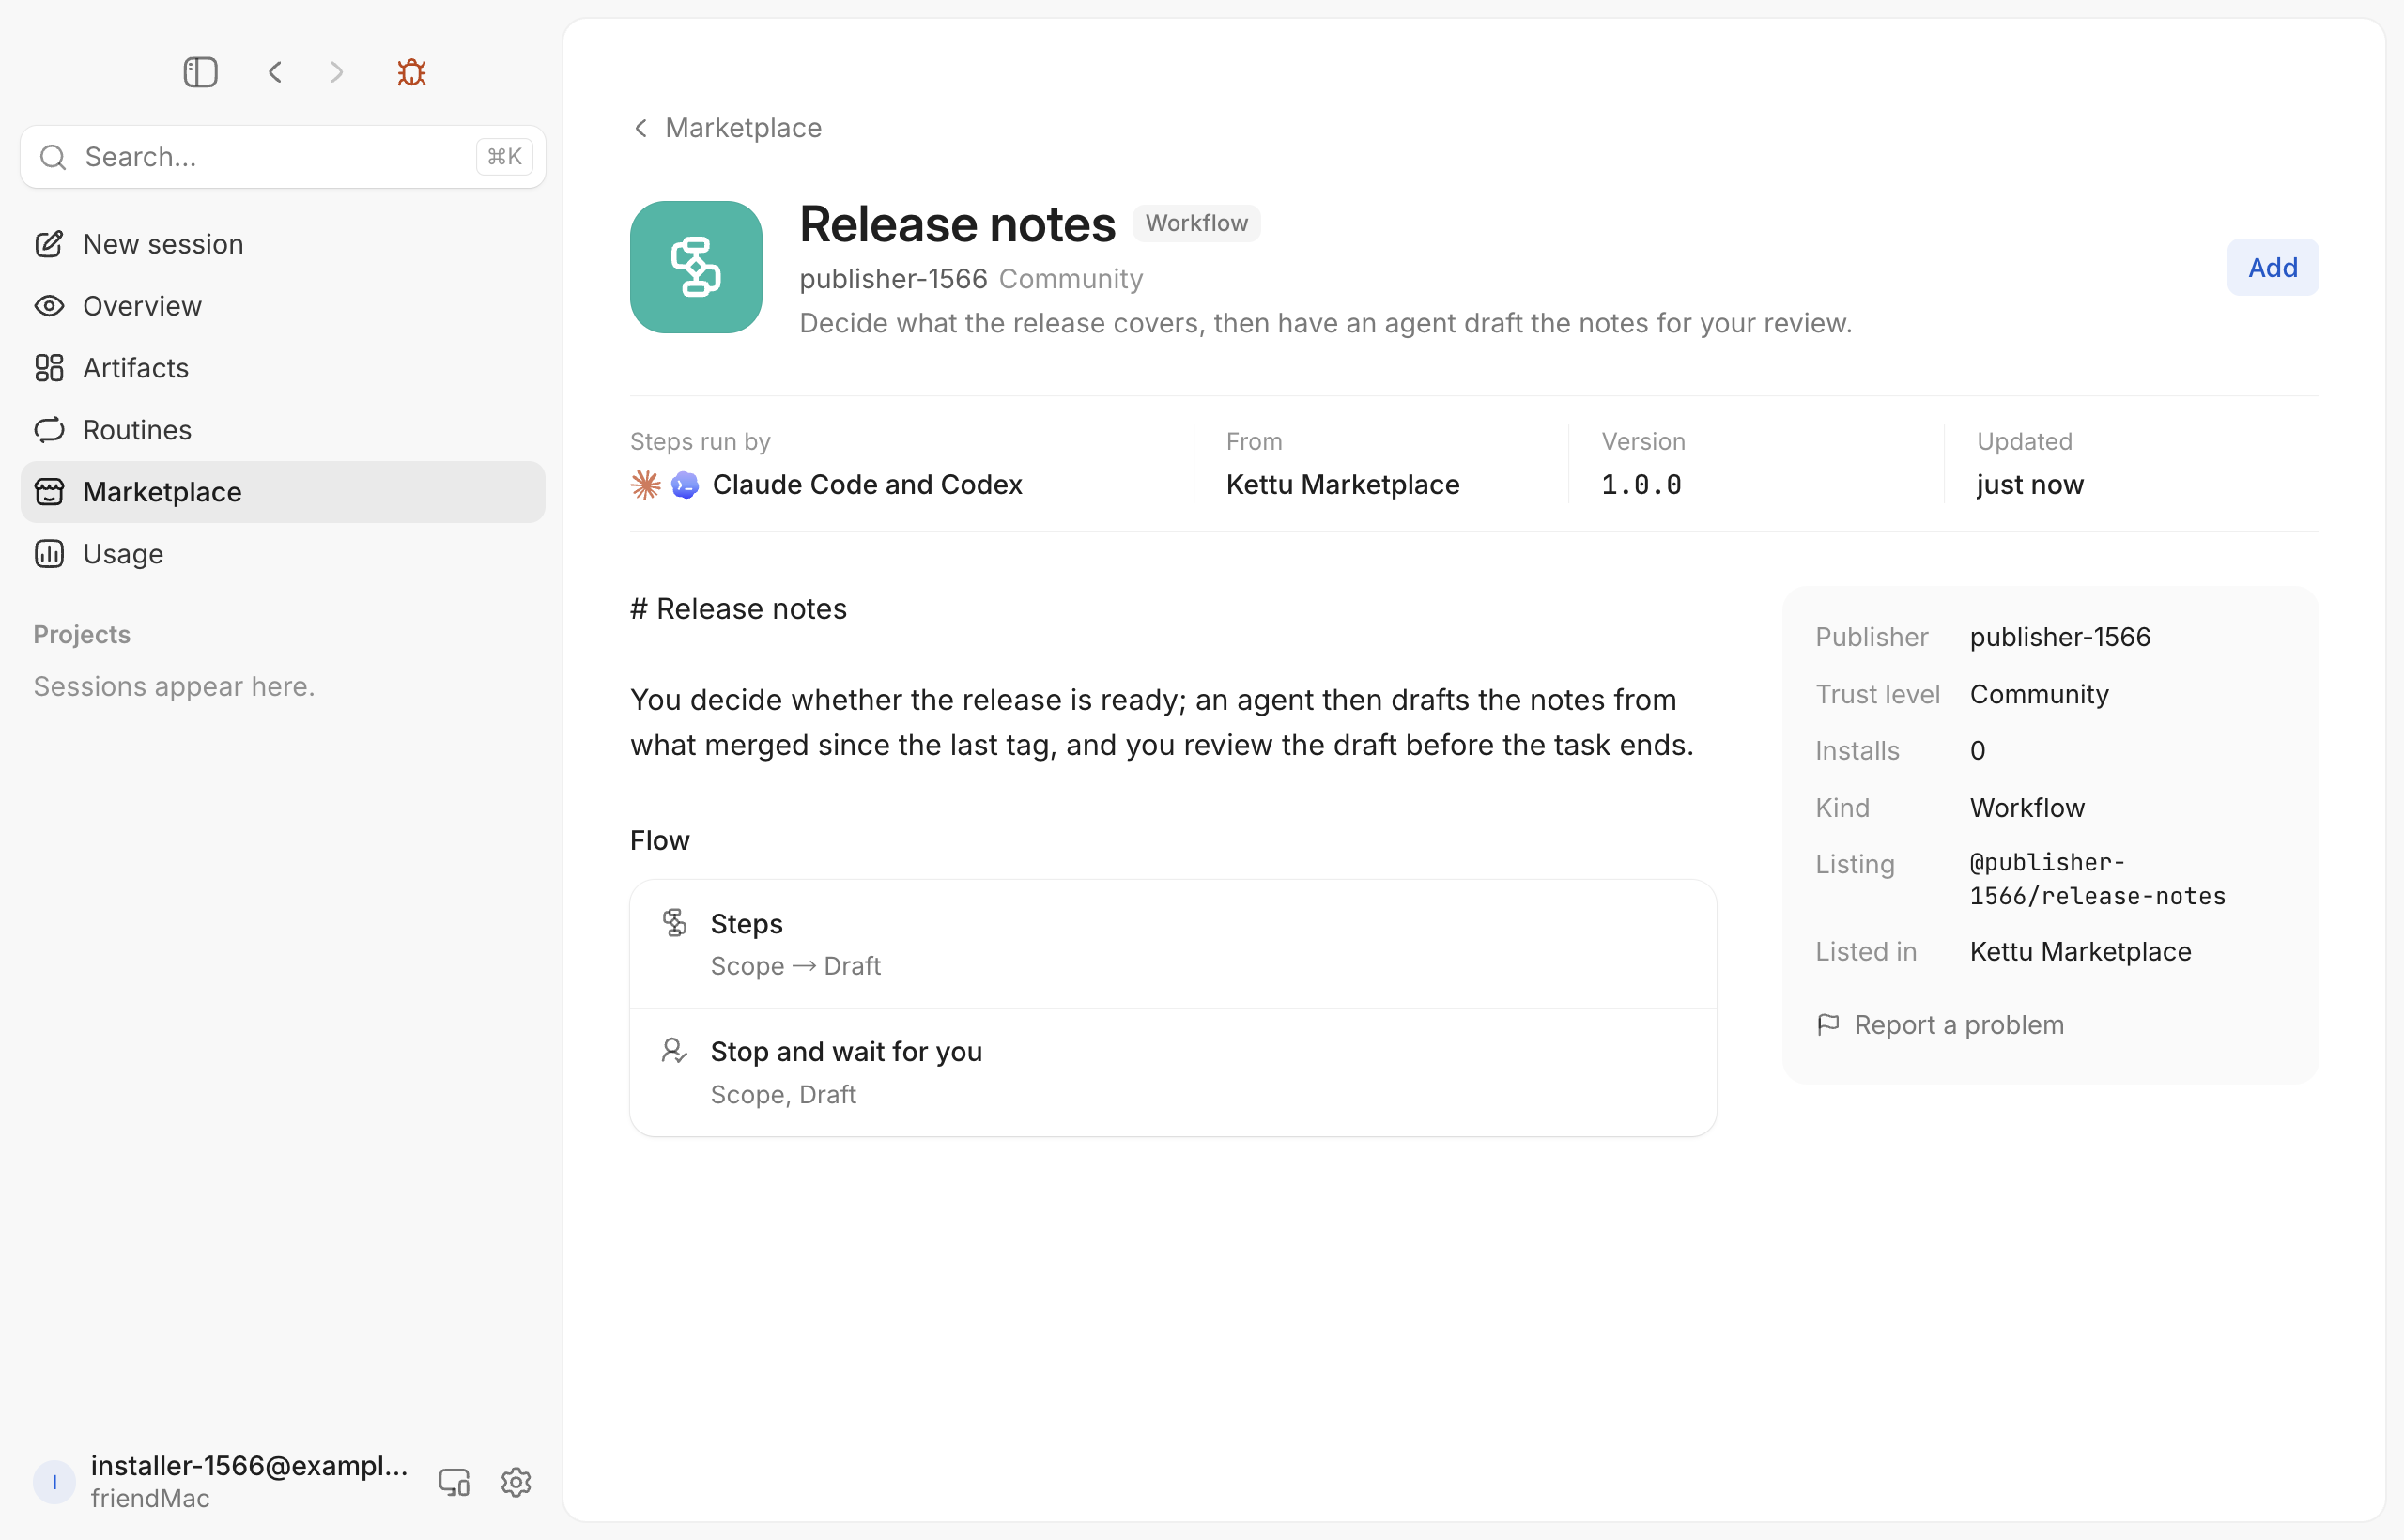 Search...
⌘K
New session
Overview
Artifacts
Routines
Marketplace
Usage
Projects
Sessions appear here.
I
installer-1566@exampl...
friendMac
Marketplace
Release notes
Workflow
publisher-1566 Community
Decide what the release covers, then have an agent draft the notes for your review.
Add
Steps run by
Claude Code and Codex
From
Kettu Marketplace
Version
1.0.0
Updated
just now
# Release notes
You decide whether the release is ready; an agent then drafts the notes from
what merged since the last tag, and you review the draft before the task ends.
Flow
Steps
Scope → Draft
Stop and wait for you
Scope, Draft
Publisher publisher-1566
Trust level Community
Installs 0
Kind Workflow
Listing @publisher-
1566/release-notes
Listed in Kettu Marketplace
Report a problem